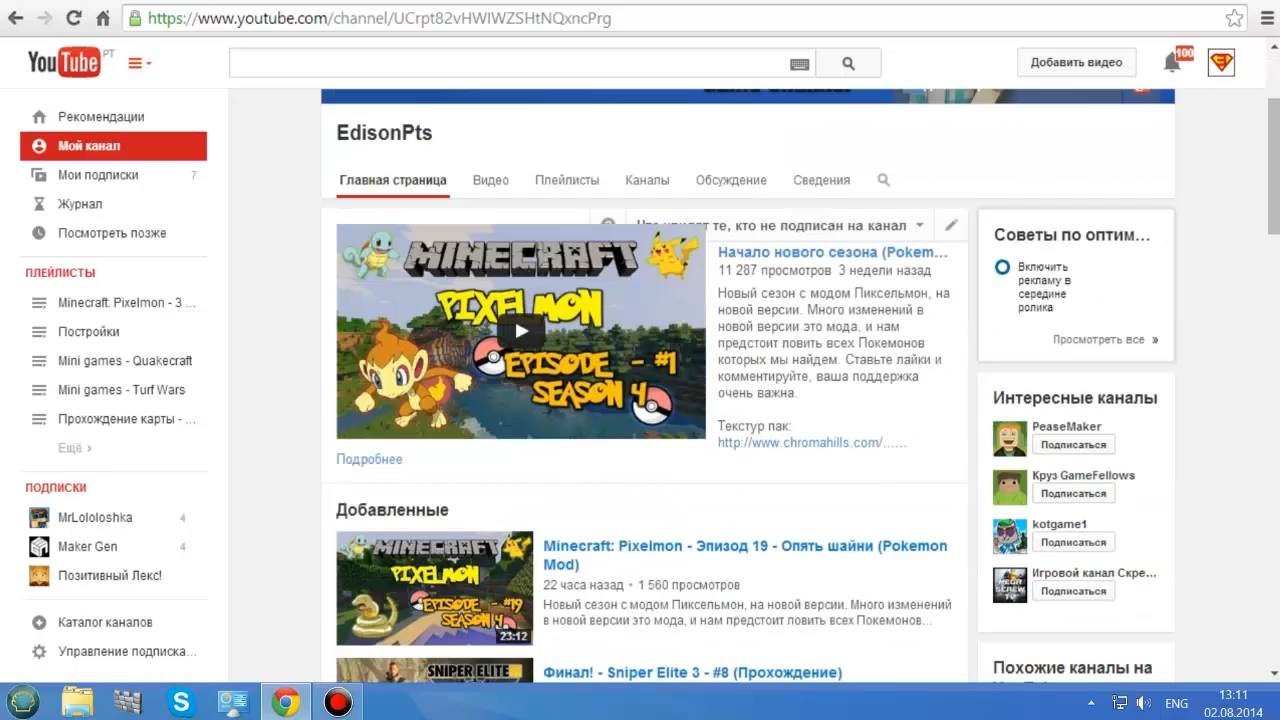 https://www.youtube.com/channel/UCrpt82vHWIWZSHtNQxncPrg
YouTube PT
Добавить видео
100
Рекомендации
Мой канал
Мои подписки 7
Журнал
Посмотреть позже
ПЛЕЙЛИСТЫ
Minecraft: Pixelmon - 3 ...
Постройки
Mini games - Quakecraft
Mini games - Turf Wars
Прохождение карты - ...
Ещё ›
ПОДПИСКИ
MrLololoshka 4
Maker Gen 4
Позитивный Лекс!
Каталог каналов
Управление подписка...
EdisonPts
Главная страница
Видео
Плейлисты
Каналы
Обсуждение
Сведения
те, кто не подписан на канал
MINECRAFT
PIXELMON
EPISODE - #1
SEASON 4
Начало нового сезона (Pokem...
11 287 просмотров 3 недели назад
Новый сезон с модом Пиксельмон, на
новой версии. Много изменений в
новой версии это мода, и нам
предстоит ловить всех Покемонов
которых мы найдем. Ставьте лайки и
комментируйте, ваша поддержка
очень важна.
Текстур пак:
http://www.chromahills.com/......
Подробнее
Добавленные
MINECRAFT
PIXELMON
EPISODE - #19
SEASON 4
23:12
Minecraft: Pixelmon - Эпизод 19 - Опять шайни (Pokemon
Mod)
22 часа назад • 1 560 просмотров
Новый сезон с модом Пиксельмон, на новой версии. Много изменений
в новой версии это мода, и нам предстоит ловить всех Покемонов...
SNIPER ELITE
Финал! - Sniper Elite 3 - #8 (Прохождение)
Советы по оптим...
Включить
рекламу в
середине
ролика
Просмотреть все »
Интересные каналы
PeaseMaker
Подписаться
Круз GameFellows
Подписаться
kotgame1
Подписаться
Игровой канал Скре...
Подписаться
Похожие каналы на
ENG
13:11
02.08.2014